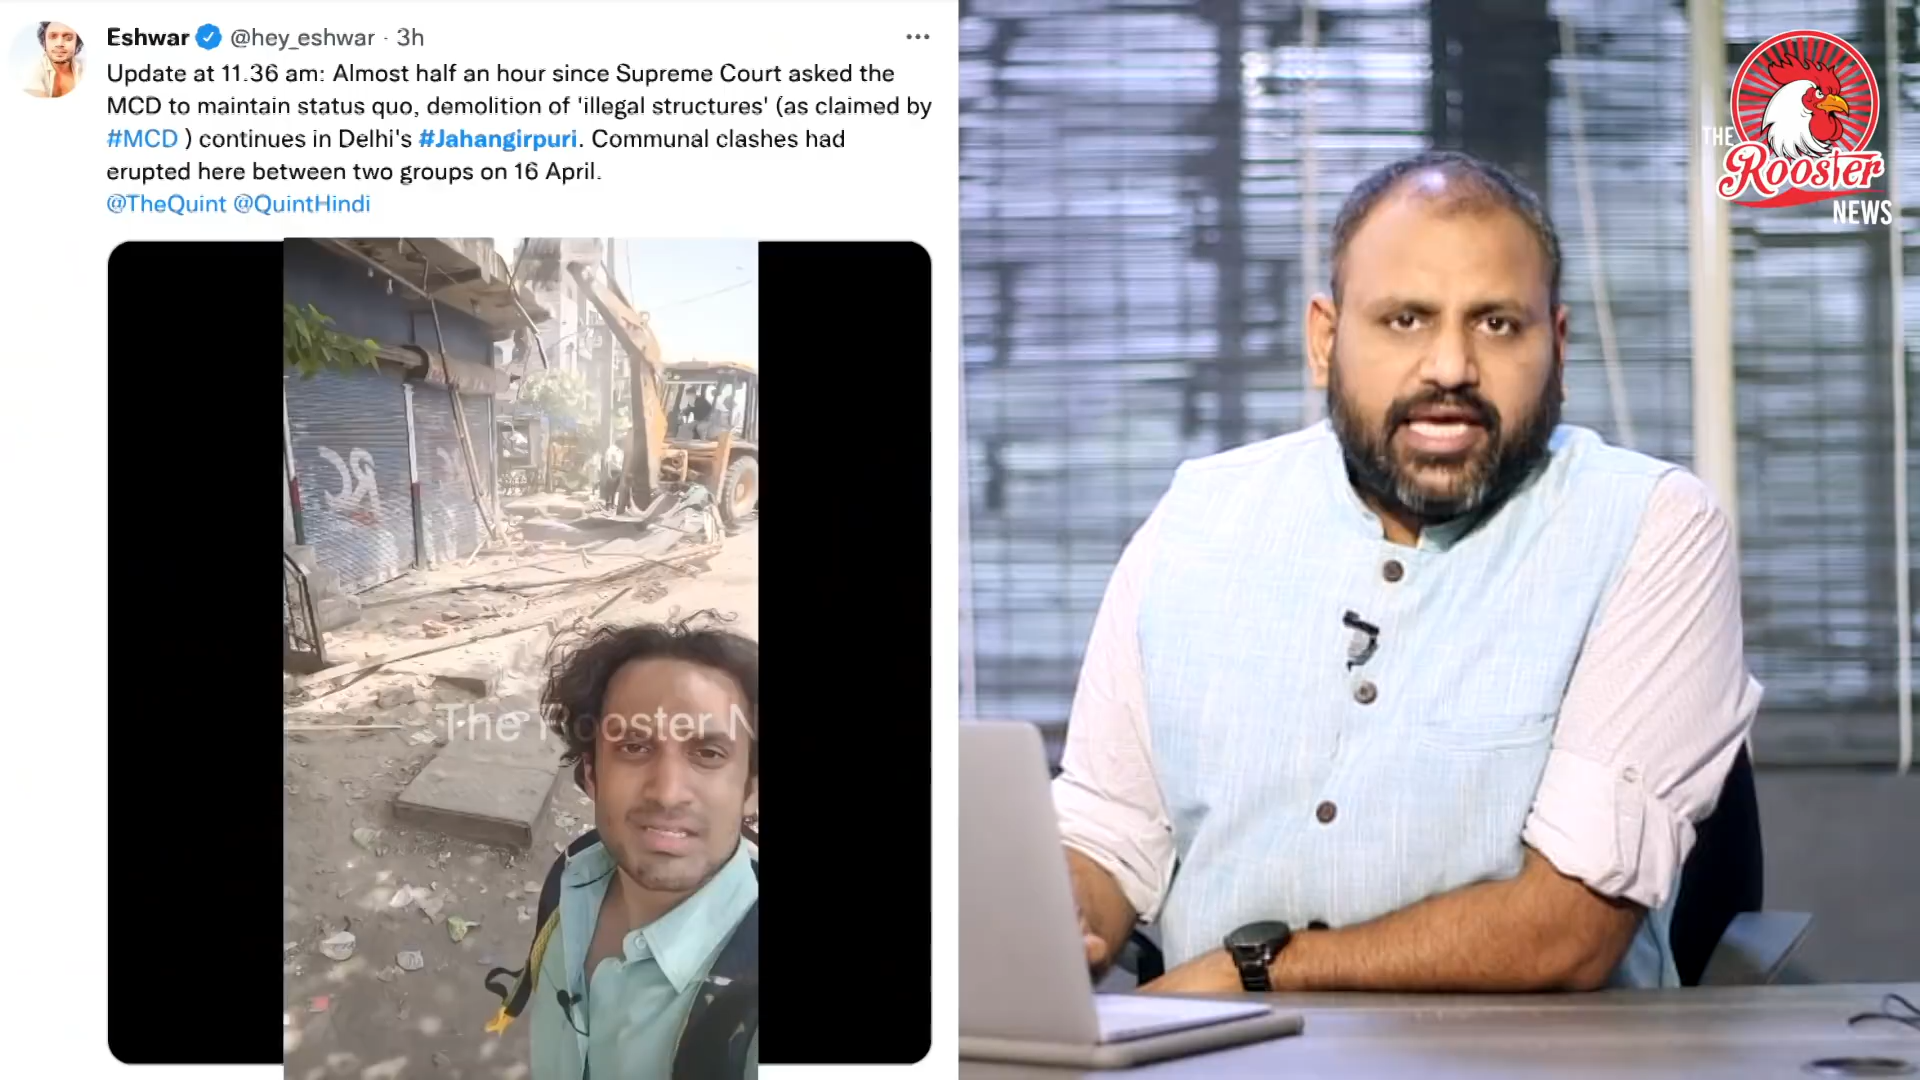 Eshwar @hey_eshwar · 3h
Update at 11.36 am: Almost half an hour since Supreme Court asked the
MCD to maintain status quo, demolition of 'illegal structures' (as claimed by
#MCD ) continues in Delhi's #Jahangirpuri. Communal clashes had
erupted here between two groups on 16 April.
@TheQuint @QuintHindi
THE
Rooster
NEWS
The Rooster N